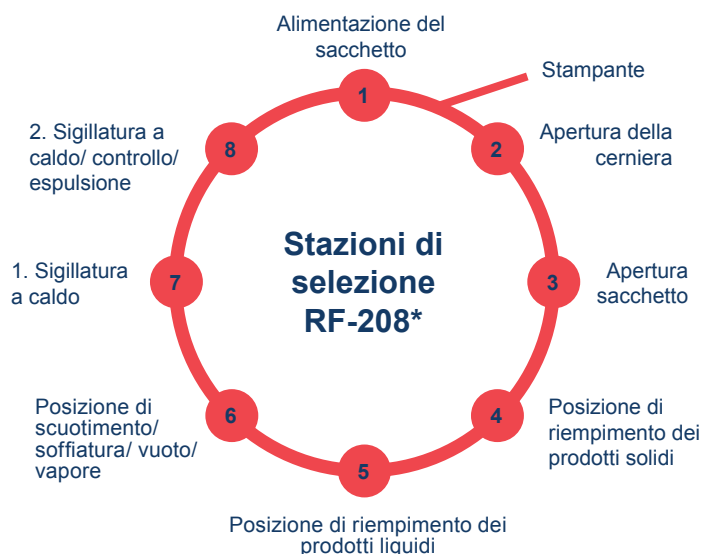 Alimentazione del
sacchetto
1
Stampante
2
Apertura della
cerniera
3
Apertura
sacchetto
4
Posizione di
riempimento dei
prodotti solidi
5
Posizione di riempimento dei
prodotti liquidi
6
Posizione di
scuotimento/
soffiatura/ vuoto/
vapore
7
1. Sigillatura
a caldo
8
2. Sigillatura a
caldo/ controllo/
espulsione
Stazioni di
selezione
RF-208*